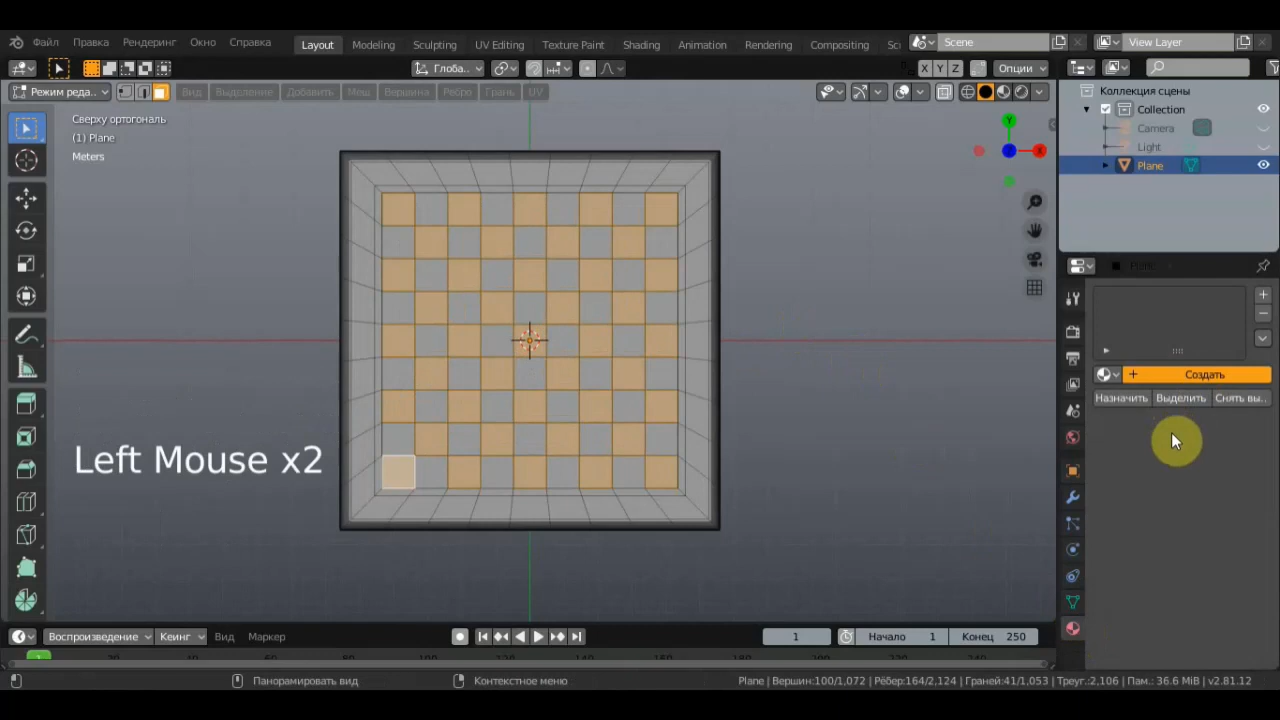 Файл Правка Рендеринг Окно Справка Layout Modeling Sculpting UV Editing Texture Paint Shading Animation Rendering Compositing Sc Scene View Layer
Глоба.. X Y Z Опции
Режим реда.. Вид Выделение Добавить Меш Вершина Ребро Грань UV
Коллекция сцены
Collection
Camera
Light
Plane
Сверху ортогональ
(1) Plane
Meters
Y
X
Plane
Создать
Назначить Выделить Снять вы..
Left Mouse x2
Воспроизведение Кеинг Вид Маркер 1 Начало 1 Конец 250
1
Панорамировать вид Контекстное меню Plane | Вершин:100/1,072 | Рёбер:164/2,124 | Граней:41/1,053 | Треуг.:2,106 | Пам.: 36.6 MiB | v2.81.12